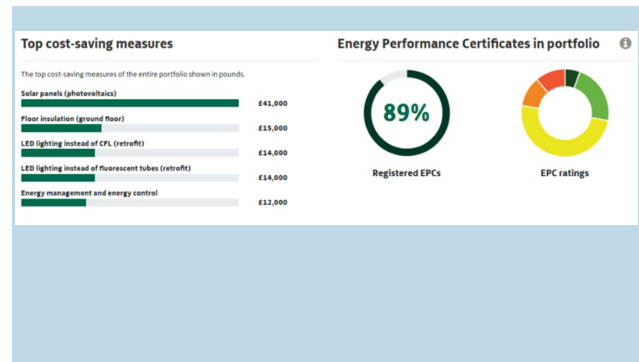 Top cost-saving measures
The top cost-saving measures of the entire portfolio shown in pounds.
Solar panels (photovoltaics)
£41,000
Floor insulation (ground floor)
£15,000
LED lighting instead of CFL (retrofit)
£14,000
LED lighting instead of fluorescent tubes (retrofit)
£14,000
Energy management and energy control
£12,000
Energy Performance Certificates in portfolio
i
89%
Registered EPCs
EPC ratings